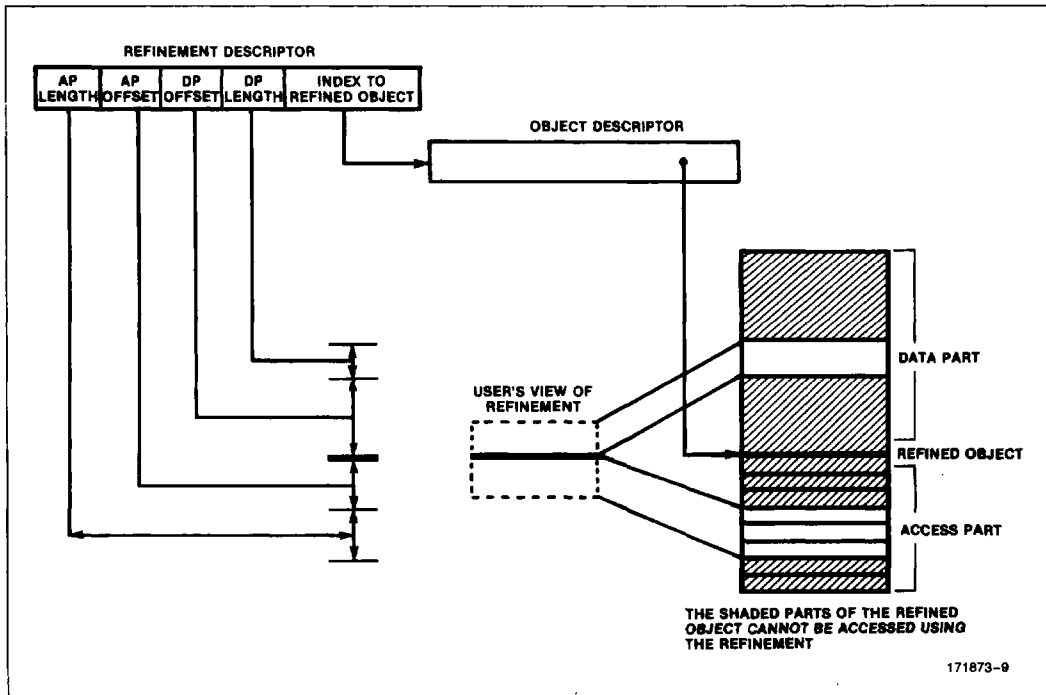 REFINEMENT DESCRIPTOR
AP LENGTH
AP OFFSET
DP OFFSET
DP LENGTH
INDEX TO REFINED OBJECT
OBJECT DESCRIPTOR
USER'S VIEW OF
REFINEMENT
DATA PART
REFINED OBJECT
ACCESS PART
THE SHADED PARTS OF THE REFINED
OBJECT CANNOT BE ACCESSED USING
THE REFINEMENT
171873-9